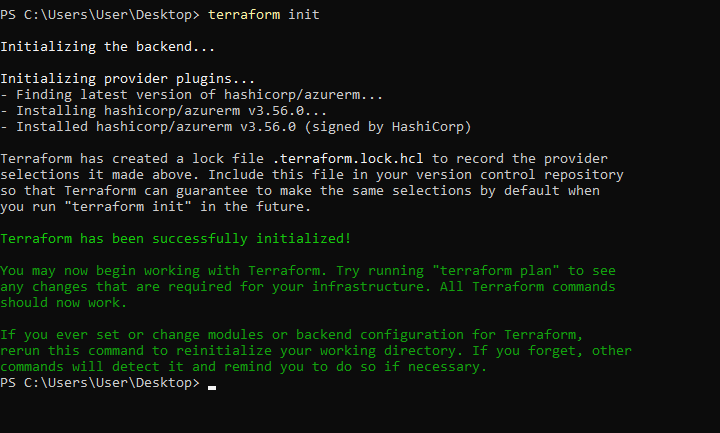 PS C:\Users\User\Desktop> terraform init
Initializing the backend...
Initializing provider plugins...
- Finding latest version of hashicorp/azurerm...
- Installing hashicorp/azurerm v3.56.0...
- Installed hashicorp/azurerm v3.56.0 (signed by HashiCorp)
Terraform has created a lock file .terraform.lock.hcl to record the provider
selections it made above. Include this file in your version control repository
so that Terraform can guarantee to make the same selections by default when
you run "terraform init" in the future.
Terraform has been successfully initialized!
You may now begin working with Terraform. Try running "terraform plan" to see
any changes that are required for your infrastructure. All Terraform commands
should now work.
If you ever set or change modules or backend configuration for Terraform,
rerun this command to reinitialize your working directory. If you forget, other
commands will detect it and remind you to do so if necessary.
PS C:\Users\User\Desktop>